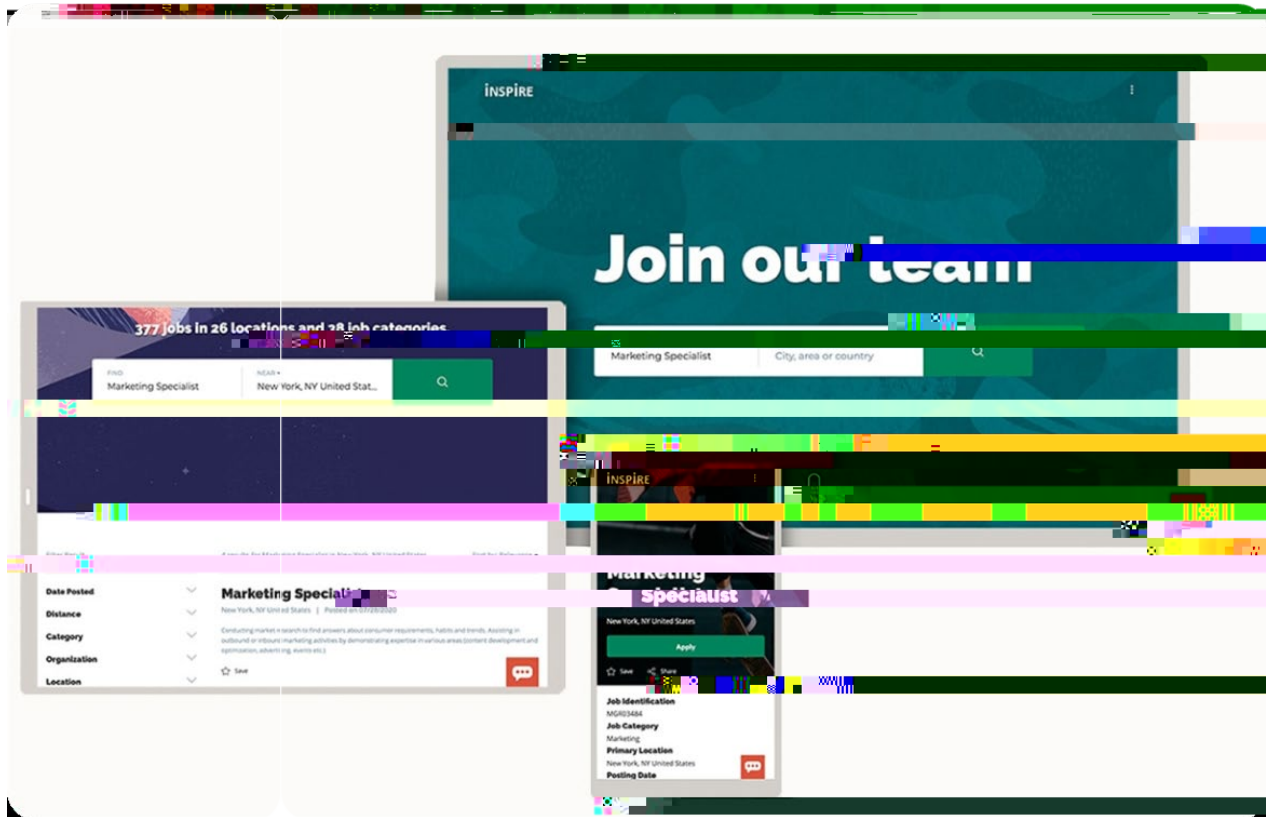 iNSPiRE
Join our team
Marketing Specialist
City, area or country
377 jobs in 26 locations and 28 job categories
FIND
Marketing Specialist
NEAR
New York, NY United Stat...
Date Posted
Distance
Category
Organization
Location
Marketing Specialist
New York, NY United States | Posted on 07/28/2020
Conducting market research to find answers about consumer requirements, habits and trends. Assisting in
outbound or inbound marketing activities by demonstrating expertise in various areas (content development and
optimization, advertising, events etc.)
Save
iNSPiRE
Marketing
Specialist
New York, NY United States
Apply
Save
Share
Job Identification
MGR03484
Job Category
Marketing
Primary Location
New York, NY United States
Posting Date